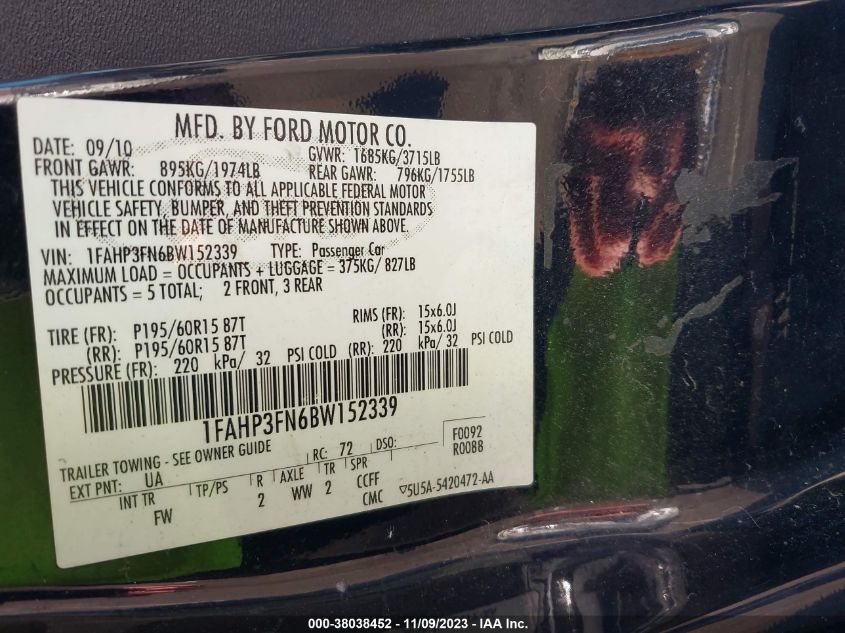 MFD. BY FORD MOTOR CO.
DATE: 09/10 GVWR: 1685KG/3715LB
FRONT GAWR: 895KG/1974LB REAR GAWR: 796KG/1755LB
THIS VEHICLE CONFORMS TO ALL APPLICABLE FEDERAL MOTOR
VEHICLE SAFETY, BUMPER, AND THEFT PREVENTION STANDARDS
IN EFFECT ON THE DATE OF MANUFACTURE SHOWN ABOVE.
VIN: 1FAHP3FN6BW152339 TYPE: Passenger Car
MAXIMUM LOAD = OCCUPANTS + LUGGAGE = 375KG/ 827LB
OCCUPANTS = 5 TOTAL; 2 FRONT, 3 REAR
TIRE (FR): P195/60R15 87T RIMS (FR): 15x6.0J
(RR): P195/60R15 87T (RR): 15x6.0J
PRESSURE (FR): 220 kPa/ 32 PSI COLD (RR): 220 kPa/ 32 PSI COLD
1FAHP3FN6BW152339
TRAILER TOWING - SEE OWNER GUIDE RC: 72 DSO: F0092
R0088
EXT PNT: UA
INT TR TP/PS R AXLE TR SPR
FW 2 WW 2 CCFF
CMC ▽5U5A-5420472-AA
000-38038452 - 11/09/2023 - IAA Inc.